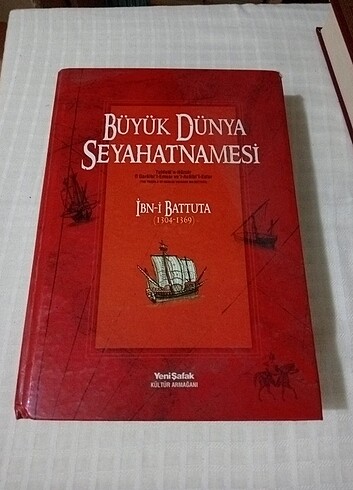 BÜYÜK DÜNYA
SEYAHATNAMESİ
İBN-İ BATTUTA
(1304-1369)
YeniŞafak
KÜLTÜR ARMAĞANI